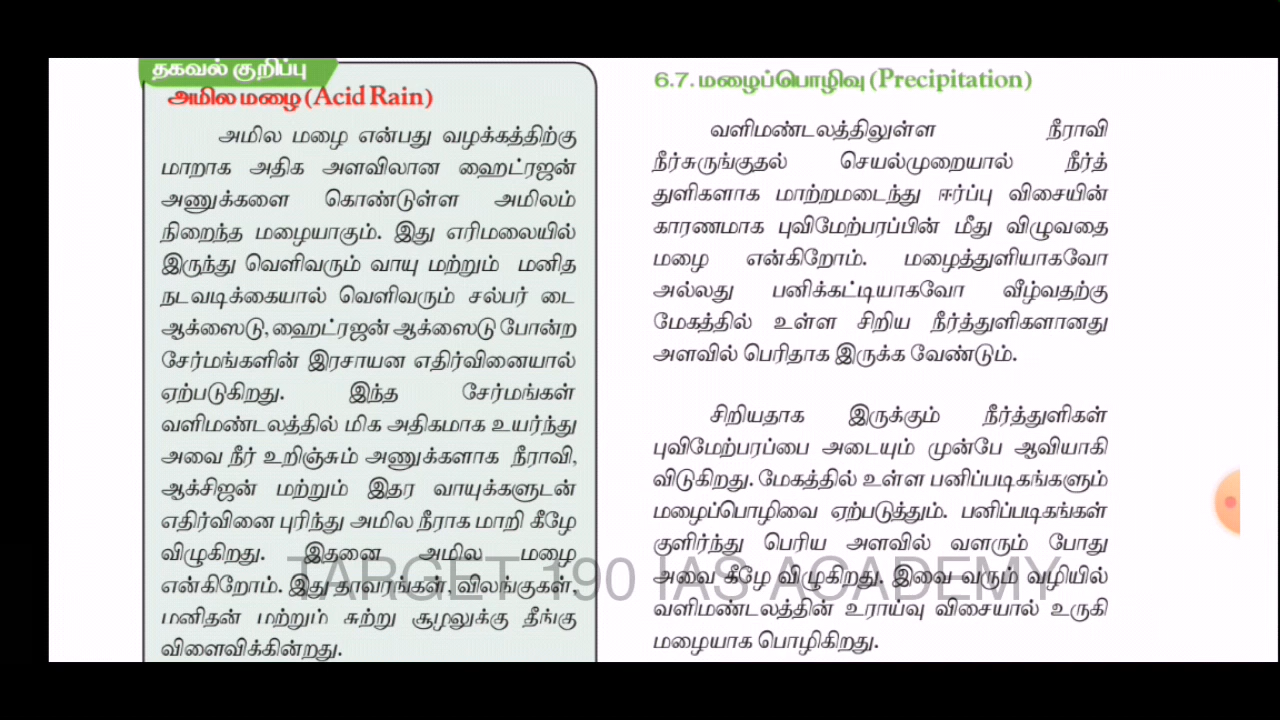 தகவல் குறிப்பு
அமில மழை (Acid Rain)
அமில மழை என்பது வழக்கத்திற்கு
மாறாக அதிக அளவிலான ஹைட்ரஜன்
அணுக்களை கொண்டுள்ள அமிலம்
நிறைந்த மழையாகும். இது எரிமலையில்
இருந்து வெளிவரும் வாயு மற்றும் மனித
நடவடிக்கையால் வெளிவரும் சல்பர் டை
ஆக்ஸைடு, ஹைட்ரஜன் ஆக்ஸைடு போன்ற
சேர்மங்களின் இரசாயன எதிர்வினையால்
ஏற்படுகிறது. இந்த சேர்மங்கள்
வளிமண்டலத்தில் மிக அதிகமாக உயர்ந்து
அவை நீர் உறிஞ்சும் அணுக்களாக நீராவி,
ஆக்சிஜன் மற்றும் இதர வாயுக்களுடன்
எதிர்வினை புரிந்து அமில நீராக மாறி கீழே
விழுகிறது. இதனை அமில மழை
என்கிறோம். இது தாவரங்கள், விலங்குகள்,
மனிதன் மற்றும் சுற்று சூழலுக்கு தீங்கு
விளைவிக்கின்றது.
6.7. மழைப்பொழிவு (Precipitation)
வளிமண்டலத்திலுள்ள நீராவி
நீர்சுருங்குதல் செயல்முறையால் நீர்த்
துளிகளாக மாற்றமடைந்து ஈர்ப்பு விசையின்
காரணமாக புவிமேற்பரப்பின் மீது விழுவதை
மழை என்கிறோம். மழைத்துளியாகவோ
அல்லது பனிக்கட்டியாகவோ வீழ்வதற்கு
மேகத்தில் உள்ள சிறிய நீர்த்துளிகளானது
அளவில் பெரிதாக இருக்க வேண்டும்.
சிறியதாக இருக்கும் நீர்த்துளிகள்
புவிமேற்பரப்பை அடையும் முன்பே ஆவியாகி
விடுகிறது. மேகத்தில் உள்ள பனிப்படிகங்களும்
மழைப்பொழிவை ஏற்படுத்தும். பனிப்படிகங்கள்
குளிர்ந்து பெரிய அளவில் வளரும் போது
அவை கீழே விழுகிறது. இவை வரும் வழியில்
வளிமண்டலத்தின் உராய்வு விசையால் உருகி
மழையாக பொழிகிறது.
TARGET 190 IAS ACADEMY